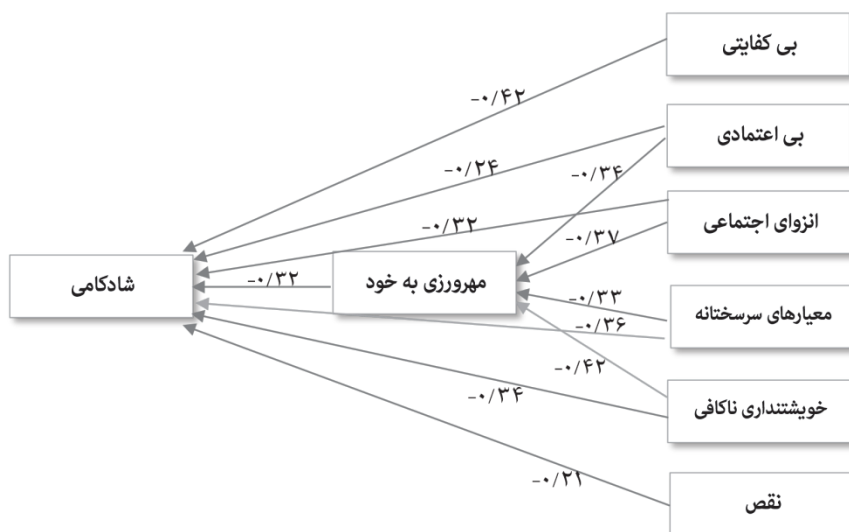 بی کفایتی
-۰/۴۲
بی اعتمادی
-۰/۲۴
-۰/۳۴
انزوای اجتماعی
-۰/۳۲
-۰/۳۷
شادکامی
-۰/۳۲
مهرورزی به خود
-۰/۳۳
معیارهای سرسختانه
-۰/۳۶
-۰/۴۲
خویشتنداری ناکافی
-۰/۳۴
-۰/۲۱
نقص